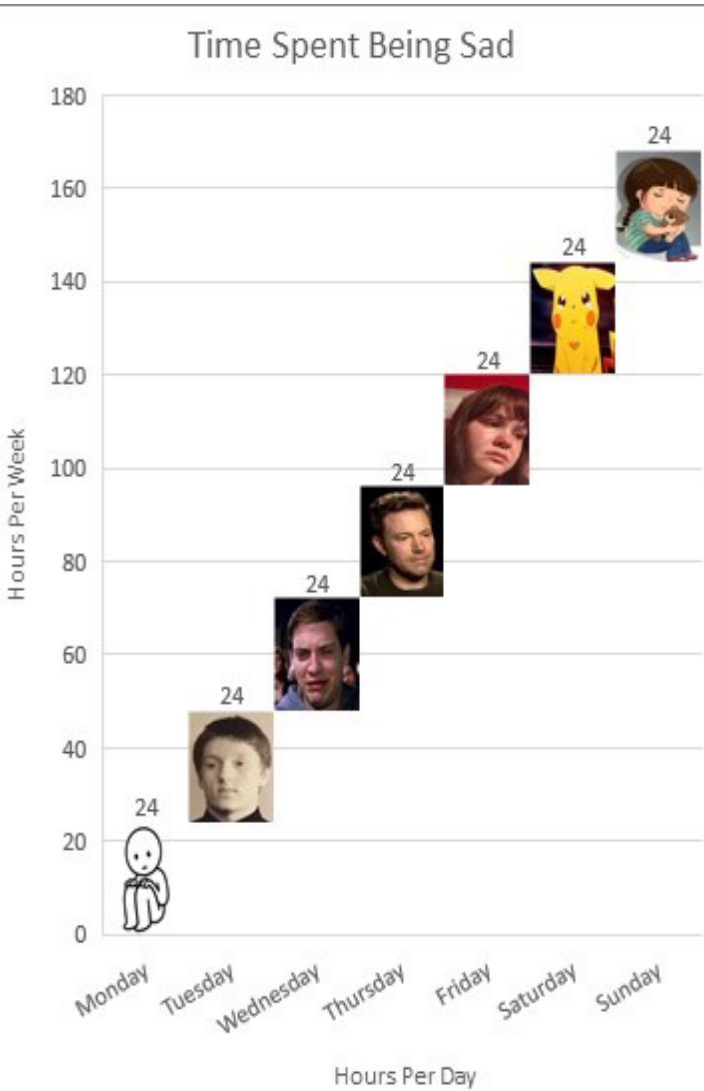 Time Spent Being Sad
180
160
140
120
100
80
60
40
20
0
Hours Per Week
24
24
24
24
24
24
24
Monday
Tuesday
Wednesday
Thursday
Friday
Saturday
Sunday
Hours Per Day